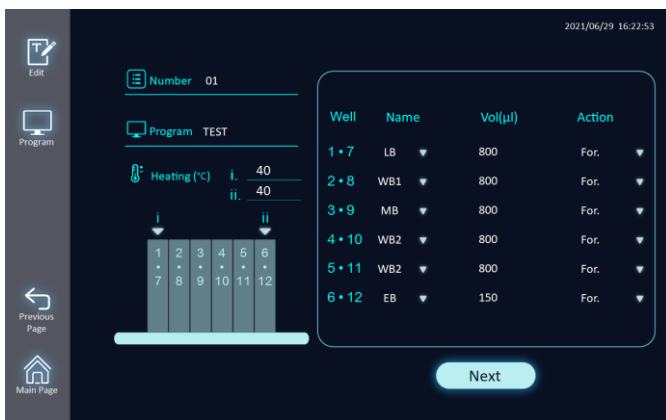 2021/06/29 16:22:53
T
Edit
Program
Previous
Page
Main Page
Number 01
Program TEST
Heating (°C) i. 40
ii. 40
i ii
1 2 3 4 5 6
• • • • • •
7 8 9 10 11 12
Well Name Vol(µl) Action
1 • 7 LB ▼ 800 For. ▼
2 • 8 WB1 ▼ 800 For. ▼
3 • 9 MB ▼ 800 For. ▼
4 • 10 WB2 ▼ 800 For. ▼
5 • 11 WB2 ▼ 800 For. ▼
6 • 12 EB ▼ 150 For. ▼
Next